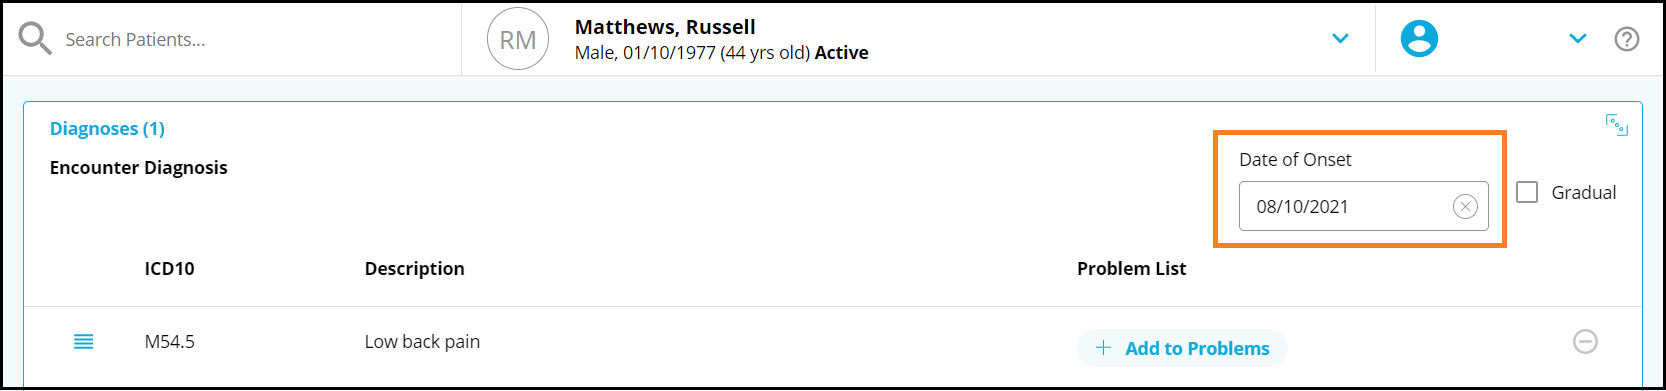 Search Patients...
RM
Matthews, Russell
Male, 01/10/1977 (44 yrs old) Active
Diagnoses (1)
Encounter Diagnosis
Date of Onset
08/10/2021
Gradual
ICD10 Description Problem List
M54.5 Low back pain + Add to Problems